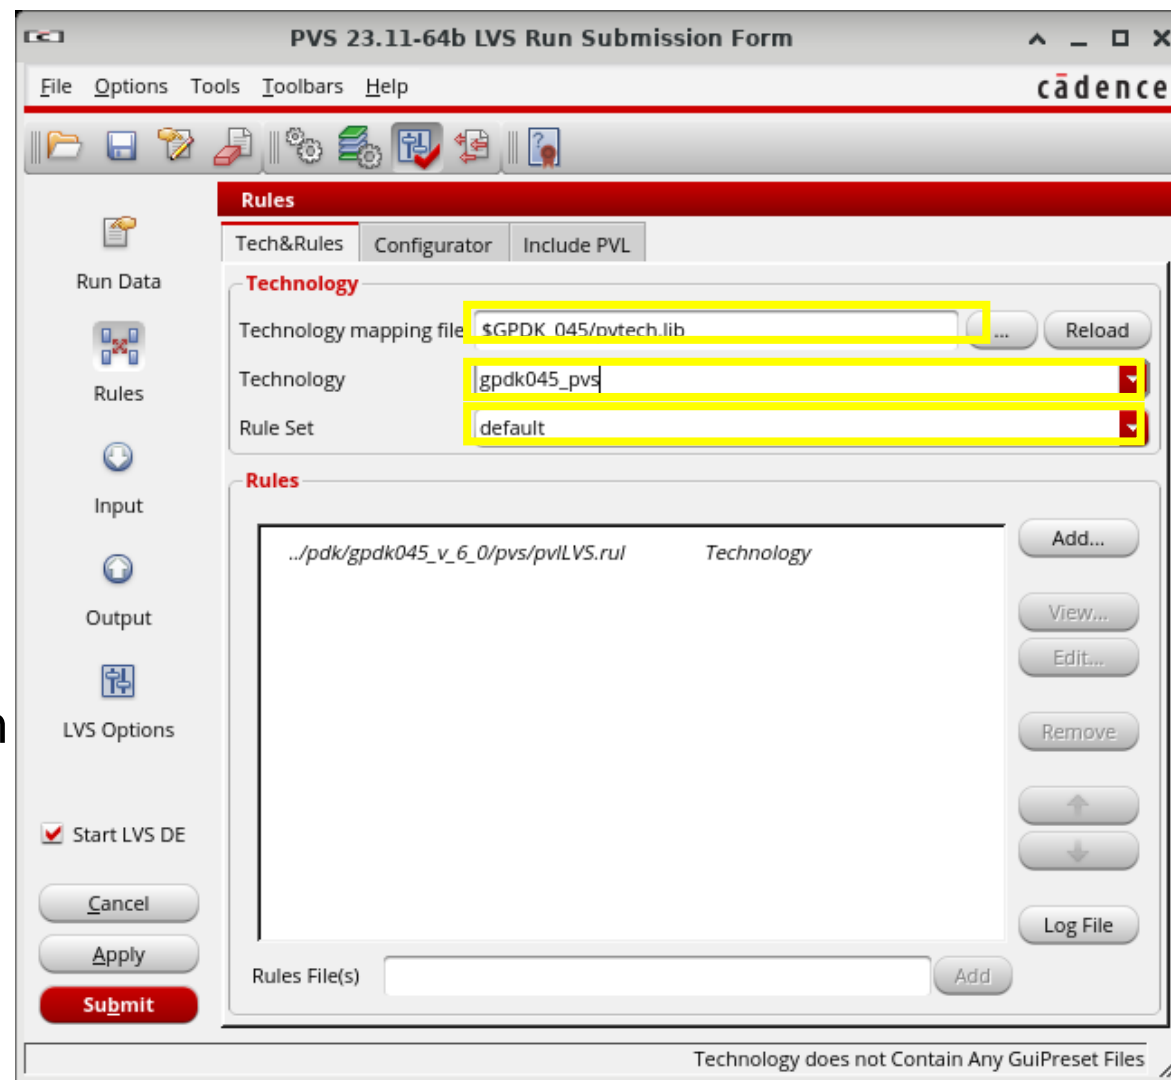 PVS 23.11-64b LVS Run Submission Form
File Options Tools Toolbars Help
cādence
Rules
Tech&Rules Configurator Include PVL
Run Data
Rules
Input
Output
LVS Options
Start LVS DE
Cancel
Apply
Submit
Technology
Technology mapping file $GPDK_045/pvtech.lib ... Reload
Technology gpdk045_pvs
Rule Set default
Rules
../pdk/gpdk045_v_6_0/pvs/pvlLVS.rul Technology
Add...
View...
Edit...
Remove
Log File
Rules File(s) Add
Technology does not Contain Any GuiPreset Files
n